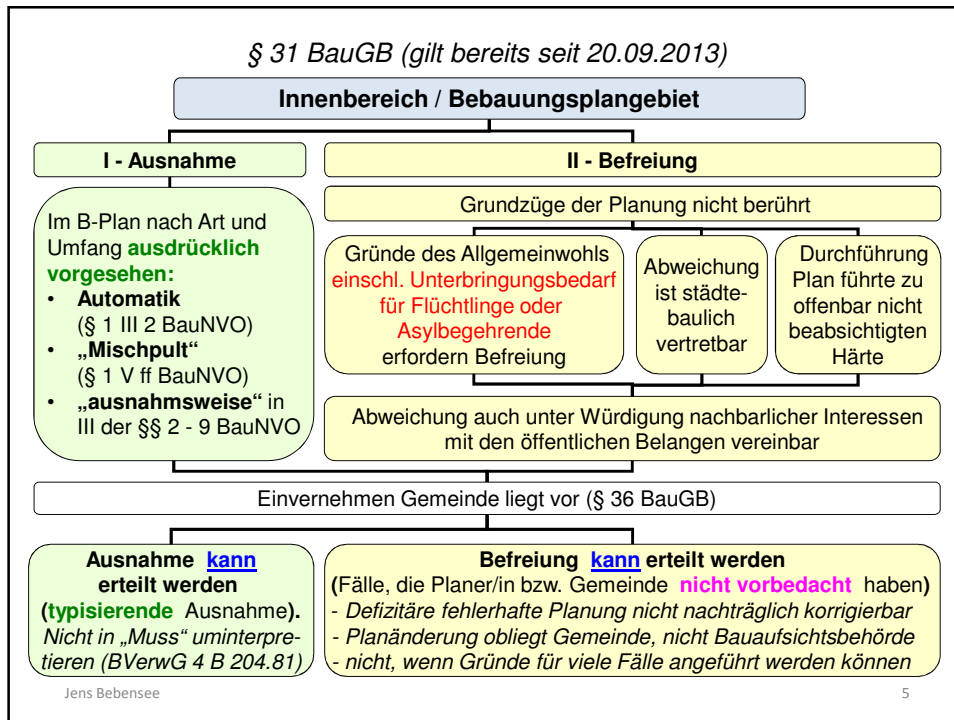 § 31 BauGB (gilt bereits seit 20.09.2013)
Innenbereich / Bebauungsplangebiet
I - Ausnahme
Im B-Plan nach Art und
Umfang ausdrücklich
vorgesehen:
• Automatik
(§ 1 III 2 BauNVO)
• „Mischpult“
(§ 1 V ff BauNVO)
• „ausnahmsweise“ in
III der §§ 2 - 9 BauNVO
II - Befreiung
Grundzüge der Planung nicht berührt
Gründe des Allgemeinwohls
einschl. Unterbringungsbedarf
für Flüchtlinge oder
Asylbegehrende
erfordern Befreiung
Abweichung
ist städte-
baulich
vertretbar
Durchführung
Plan führte zu
offenbar nicht
beabsichtigten
Härte
Abweichung auch unter Würdigung nachbarlicher Interessen
mit den öffentlichen Belangen vereinbar
Einvernehmen Gemeinde liegt vor (§ 36 BauGB)
Ausnahme kann
erteilt werden
(typisierende Ausnahme).
Nicht in „Muss“ uminterpre-
tieren (BVerwG 4 B 204.81)
Befreiung kann erteilt werden
(Fälle, die Planer/in bzw. Gemeinde nicht vorbedacht haben)
- Defizitäre fehlerhafte Planung nicht nachträglich korrigierbar
- Planänderung obliegt Gemeinde, nicht Bauaufsichtsbehörde
- nicht, wenn Gründe für viele Fälle angeführt werden können
Jens Bebensee
5